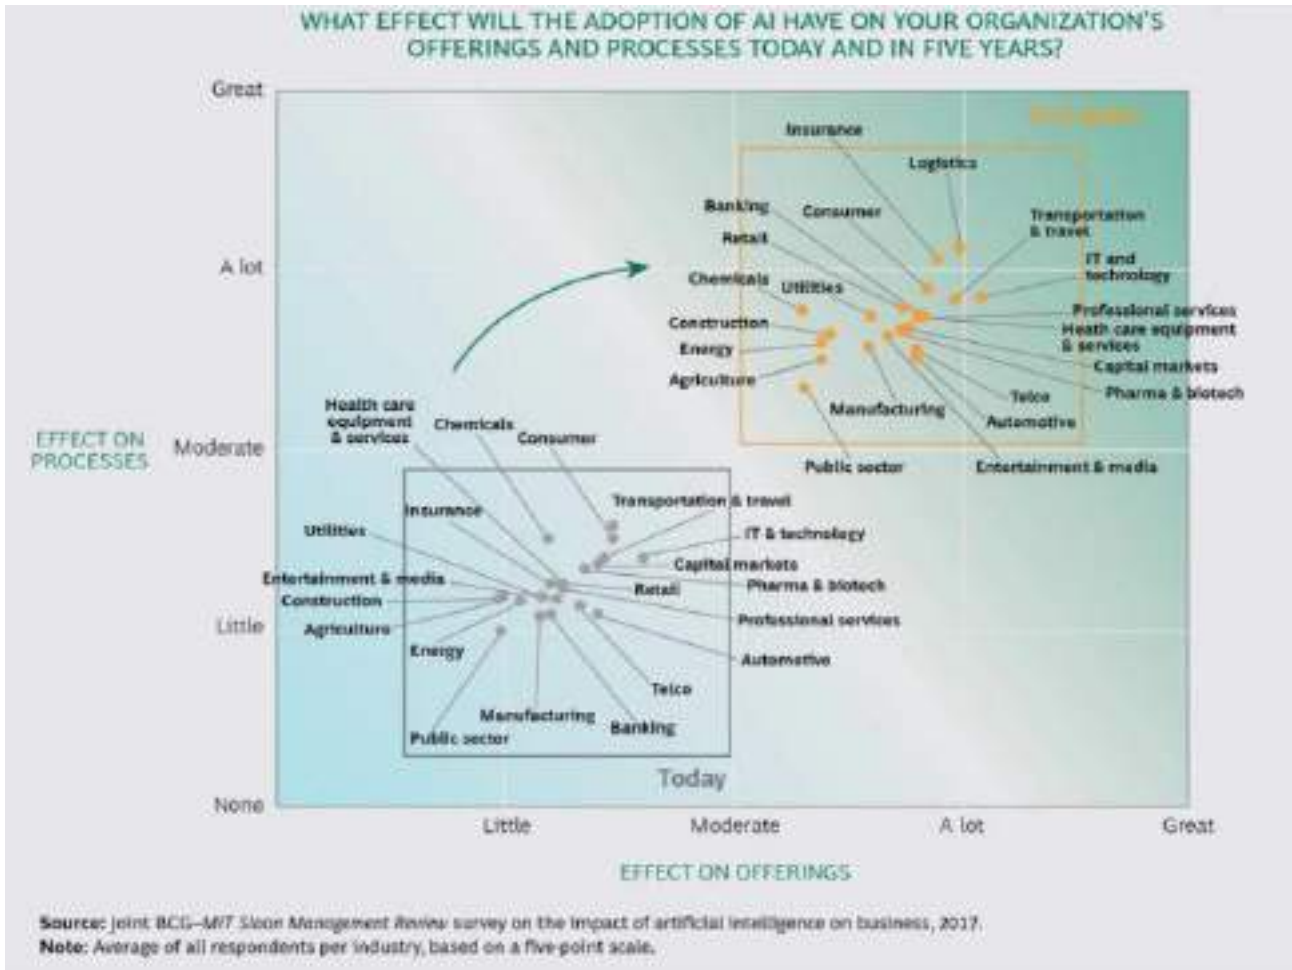 WHAT EFFECT WILL THE ADOPTION OF AI HAVE ON YOUR ORGANIZATION'S
OFFERINGS AND PROCESSES TODAY AND IN FIVE YEARS?
Great
Insurance
Logistics
Banking
Consumer
Transportation
& travel
Retail
A lot
IT and
technology
Chemicals
Utilities
Professional services
Construction
Heath care equipment
& services
Energy
Capital markets
Agriculture
Pharma & biotech
Manufacturing
Telco
Automotive
Public sector
Entertainment & media
EFFECT ON
PROCESSES
Moderate
Health care
equipment
& services
Chemicals
Consumer
Transportation & travel
Insurance
Utilities
IT & technology
Capital markets
Entertainment & media
Pharma & biotech
Retail
Construction
Little
Agriculture
Professional services
Energy
Automotive
Telco
Manufacturing
Banking
Public sector
Today
None
Little
Moderate
A lot
Great
EFFECT ON OFFERINGS
Source: Joint BCG–MIT Sloan Management Review survey on the impact of artificial intelligence on business, 2017.
Note: Average of all respondents per industry, based on a five-point scale.